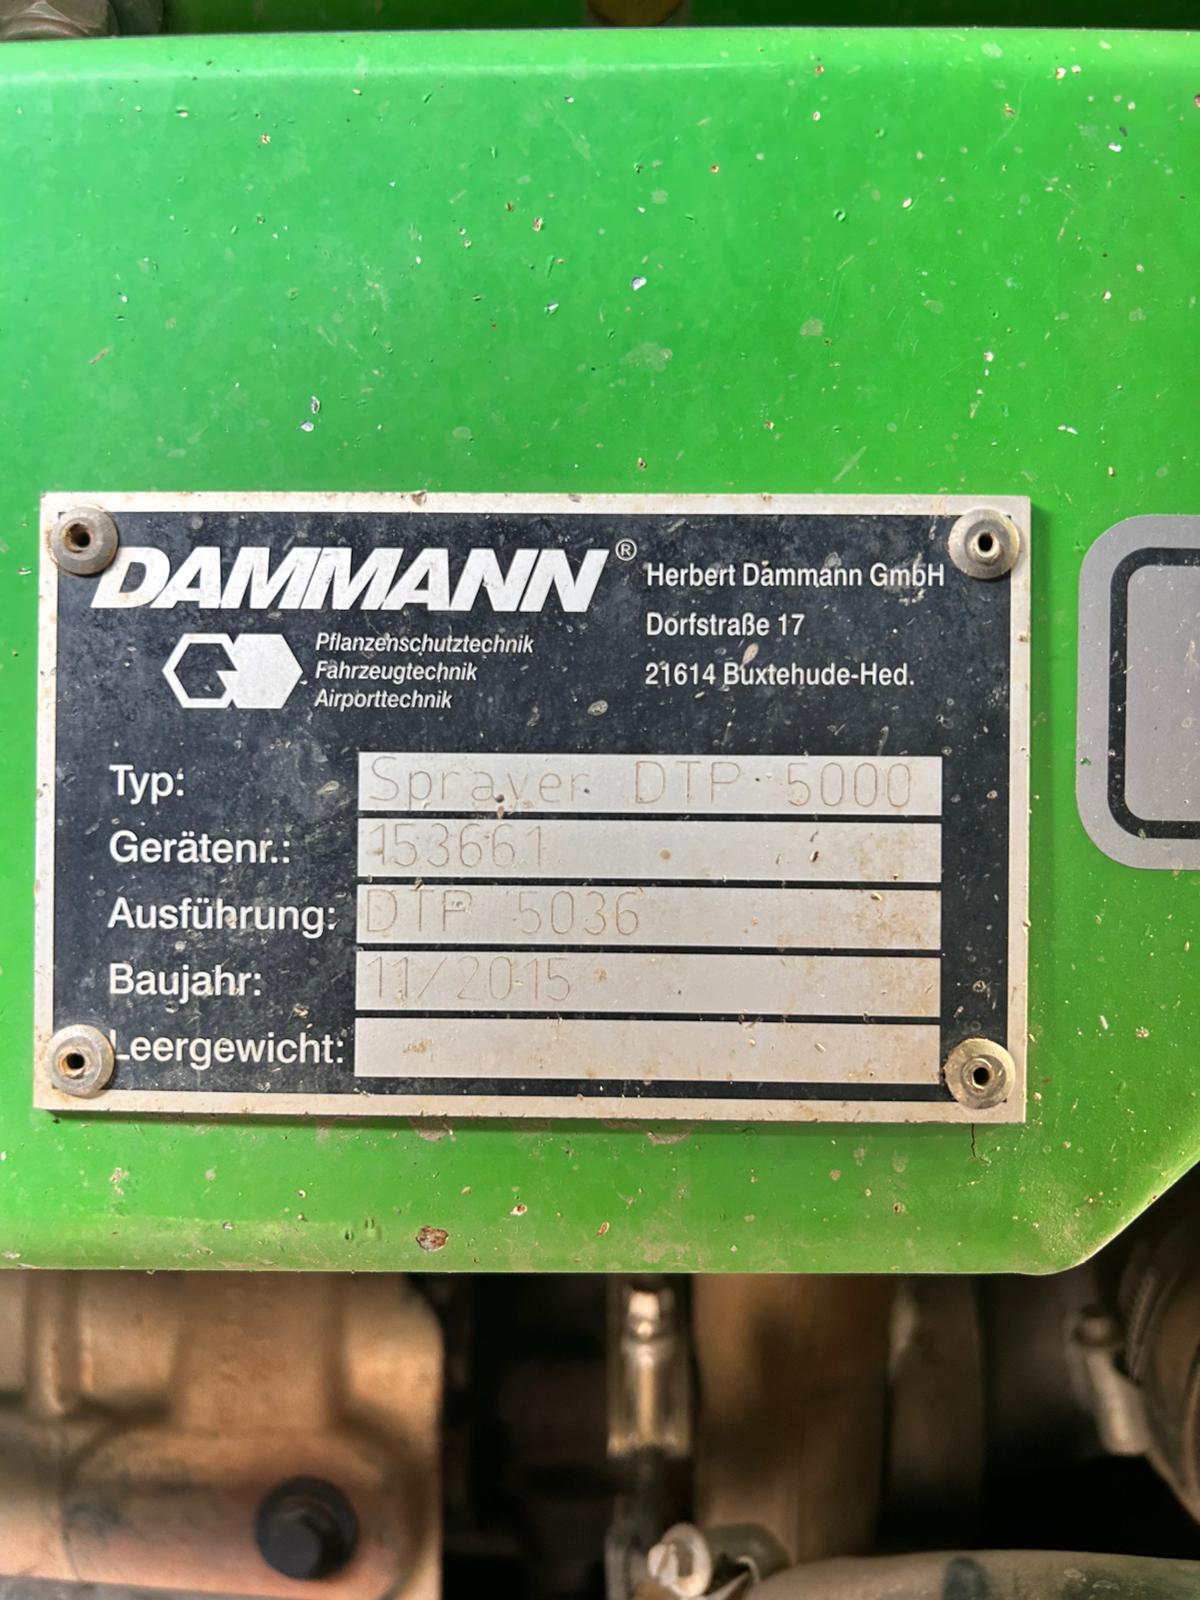 DAMMANN®
Pflanzenschutztechnik
Fahrzeugtechnik
Airporttechnik
Herbert Dammann GmbH
Dorfstraße 17
21614 Buxtehude-Hed.
Typ: Sprayer DTP 5000
Gerätenr.: 153661
Ausführung: DTP 5036
Baujahr: 11/2015
Leergewicht: